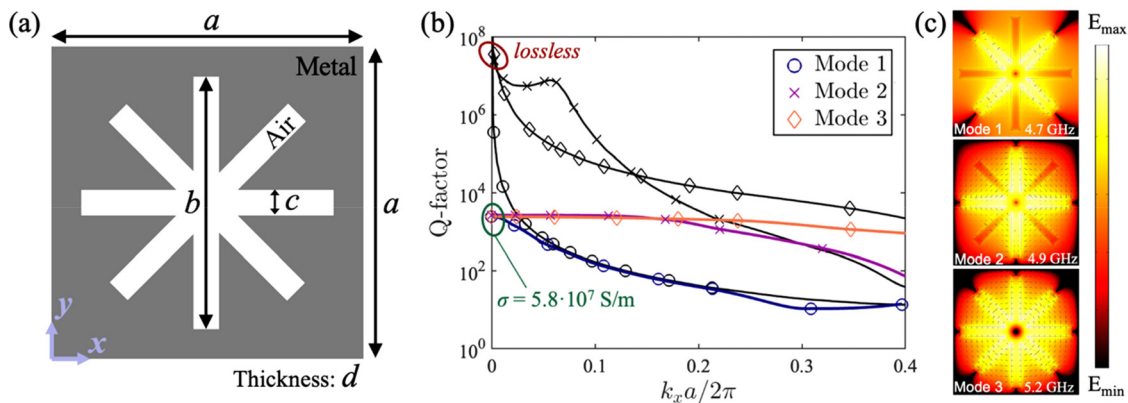 (a)
a
Metal
Air
b
c
a
y
x
Thickness: d
(b)
Q-factor
10^8
10^6
10^4
10^2
10^0
lossless
Mode 1
Mode 2
Mode 3
σ = 5.8·10^7 S/m
0
0.1
0.2
0.3
0.4
k_x a/2π
(c)
Mode 1 4.7 GHz
Mode 2 4.9 GHz
Mode 3 5.2 GHz
E_max
E_min